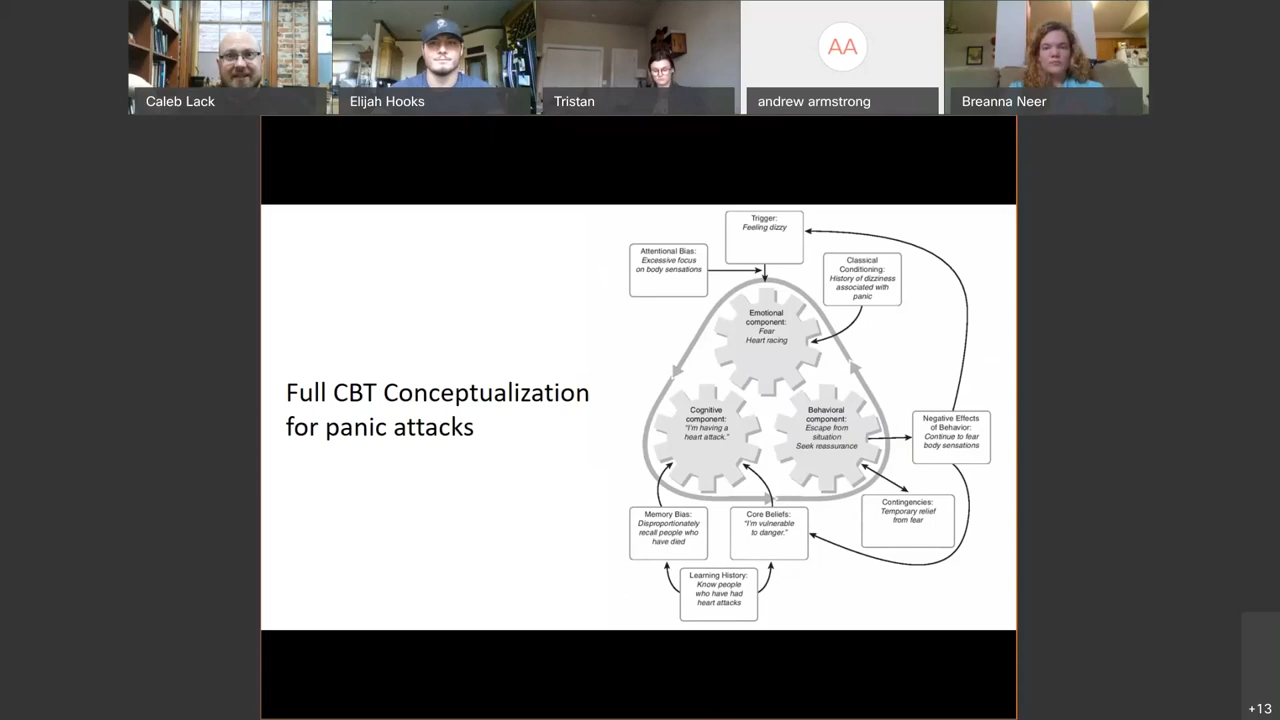 AA
Caleb Lack
Elijah Hooks
Tristan
andrew armstrong
Breanna Neer
Full CBT Conceptualization
for panic attacks
Trigger:
Feeling dizzy
Attentional Bias:
Excessive focus
on body sensations
Classical
Conditioning:
History of dizziness
associated with
panic
Emotional
component:
Fear
Heart racing
Cognitive
component:
"I'm having a
heart attack."
Behavioral
component:
Escape from
situation
Seek reassurance
Negative Effects
of Behavior:
Continue to fear
body sensations
Contingencies:
Temporary relief
from fear
Memory Bias:
Disproportionately
recall people who
have died
Core Beliefs:
"I'm vulnerable
to danger."
Learning History:
Know people
who have had
heart attacks
+13